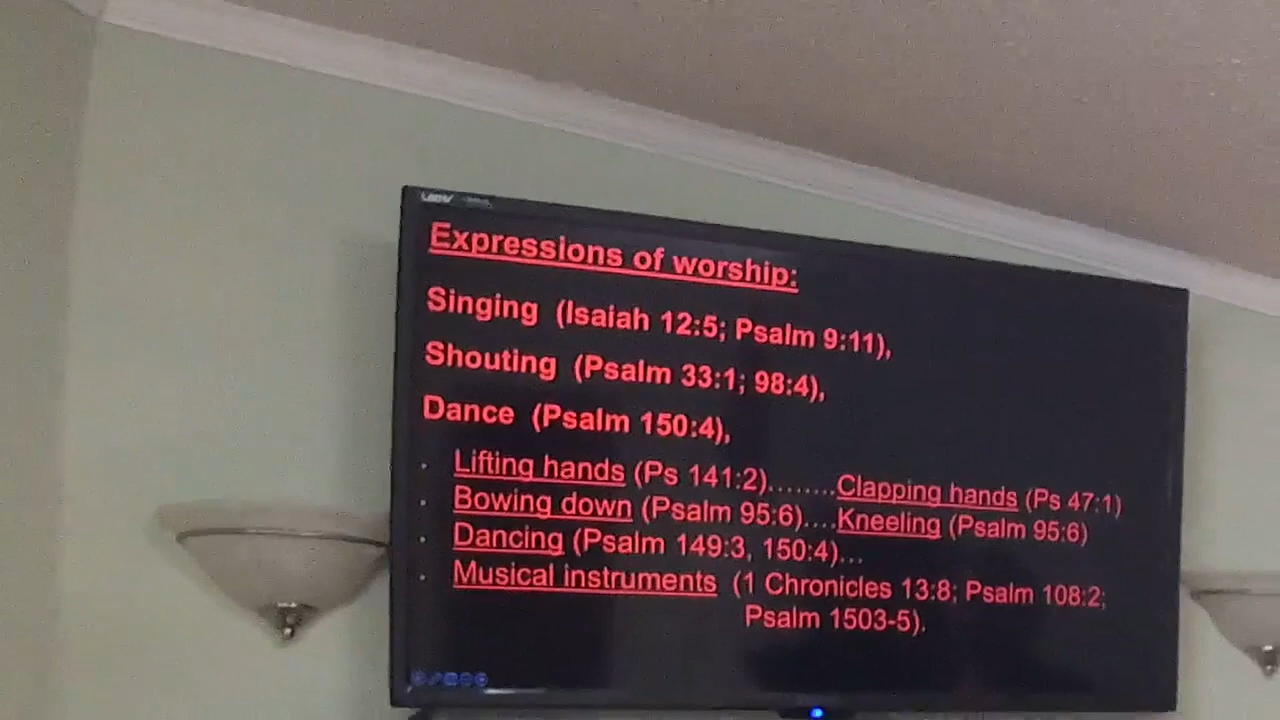 Expressions of worship:
Singing (Isaiah 12:5; Psalm 9:11),
Shouting (Psalm 33:1; 98:4),
Dance (Psalm 150:4),
· Lifting hands (Ps 141:2)........Clapping hands (Ps 47:1)
· Bowing down (Psalm 95:6)....Kneeling (Psalm 95:6)
· Dancing (Psalm 149:3, 150:4)...
· Musical instruments (1 Chronicles 13:8; Psalm 108:2;
Psalm 1503-5).